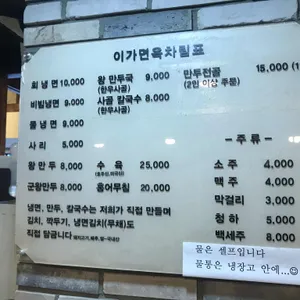 이가면옥차림표
회냉면 10,000
비빔냉면 9,000
물냉면 9,000
사리 5,000
왕만두 8,000
군왕만두 8,000
왕 만두국 9,000
(한우사골)
사골 칼국수 8,000
(한우사골)
수육 25,000
홍어무침 20,000
만두전골 15,000
(2인 이상 주문)
- 주류 -
소주 4,000
맥주 4,000
막걸리 3,000
청하 5,000
백세주 8,000
냉면, 만두, 칼국수는 저희가 직접 만들며
김치, 깍두기, 냉면김치(무채)도
직접 담급니다
물은 셀프입니다
물통은 냉장고 안에...☺